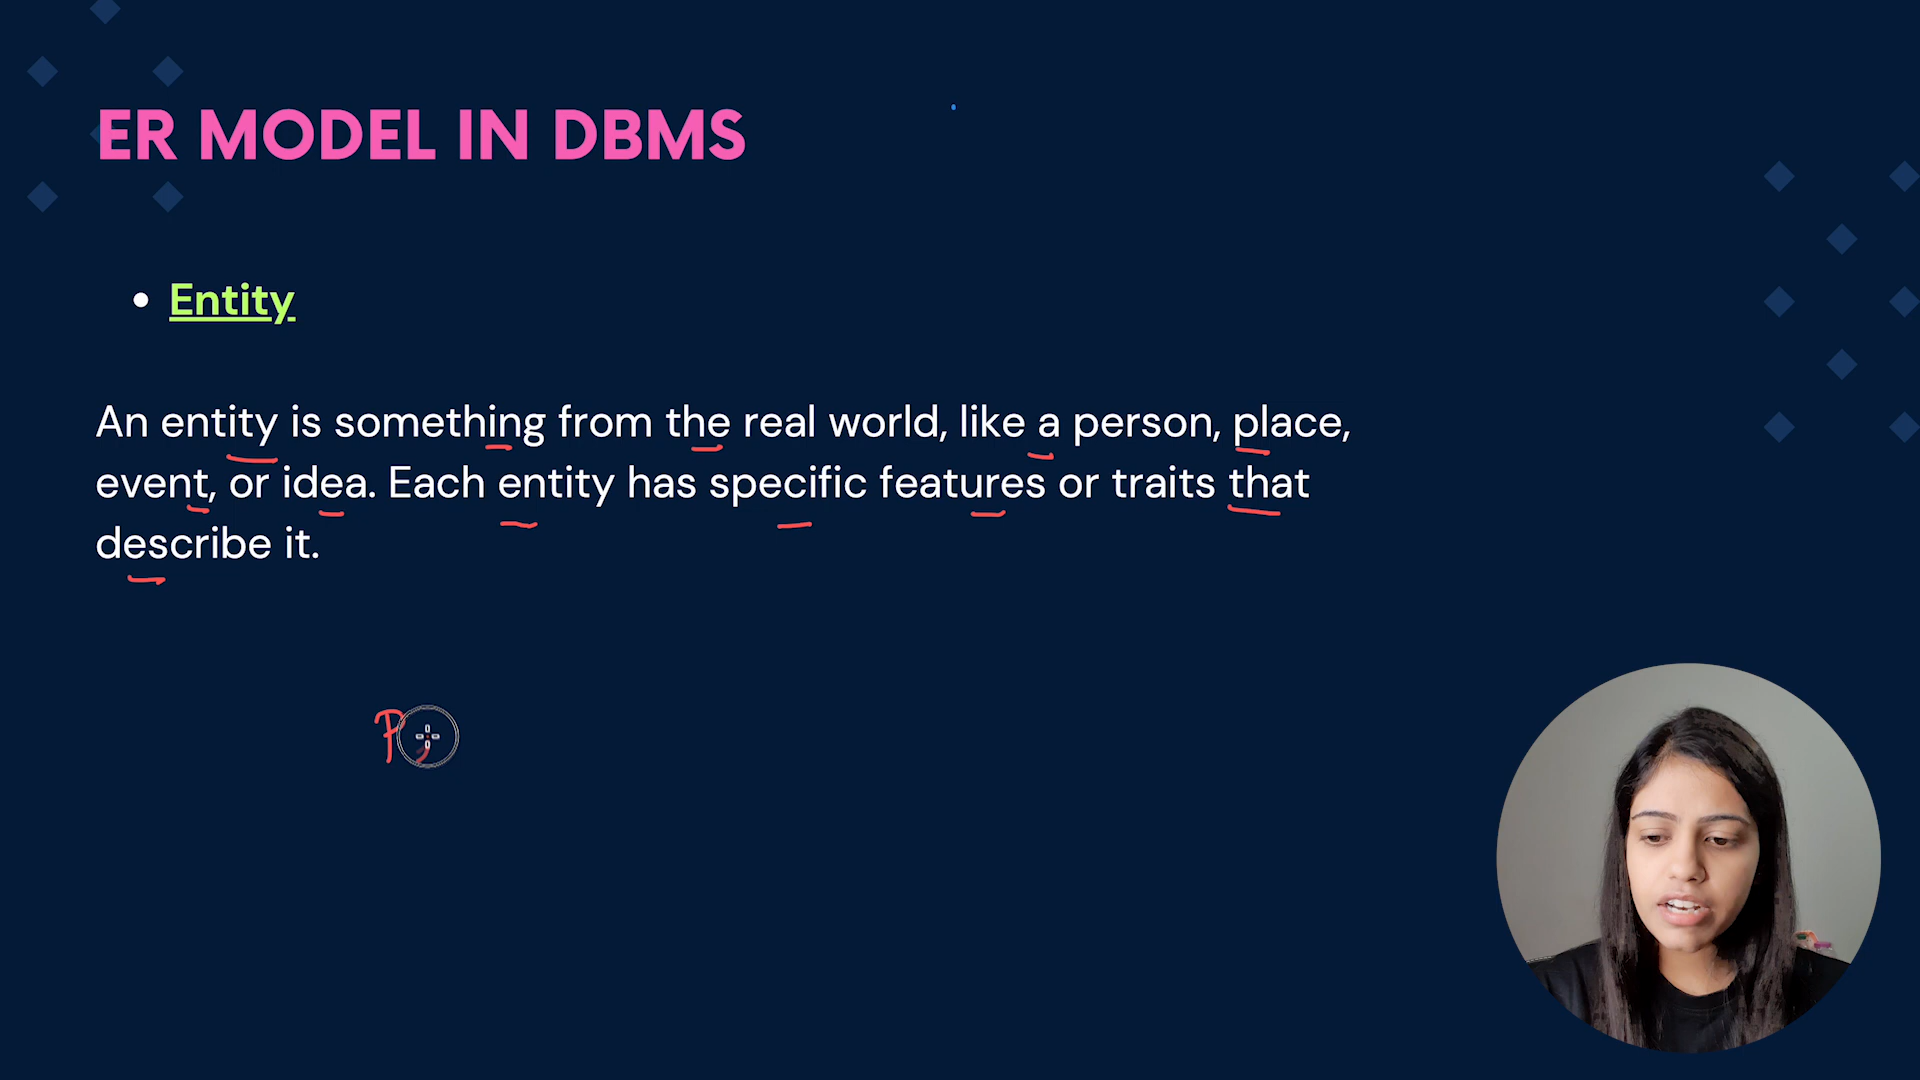 ER MODEL IN DBMS
• Entity
An entity is something from the real world, like a person, place,
event, or idea. Each entity has specific features or traits that
describe it.
P